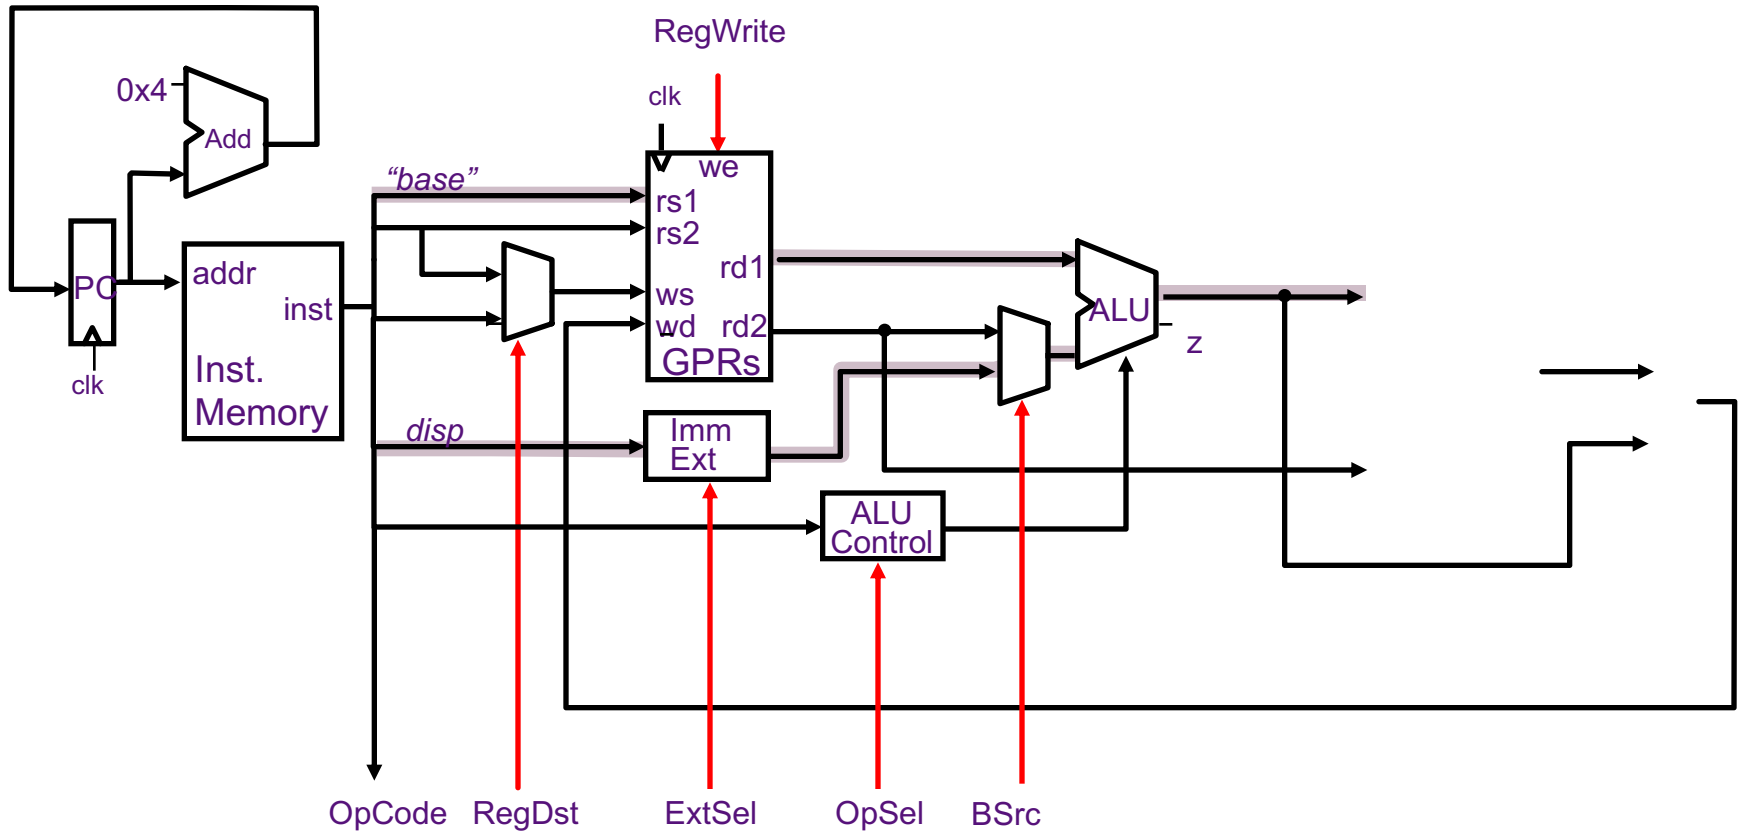 RegWrite
0x4
clk
Add
“base”
we
rs1
rs2
rd1
PC
addr
inst
ws
wd
rd2
ALU
z
GPRs
Inst.
Memory
clk
disp
Imm
Ext
ALU
Control
OpCode
RegDst
ExtSel
OpSel
BSrc